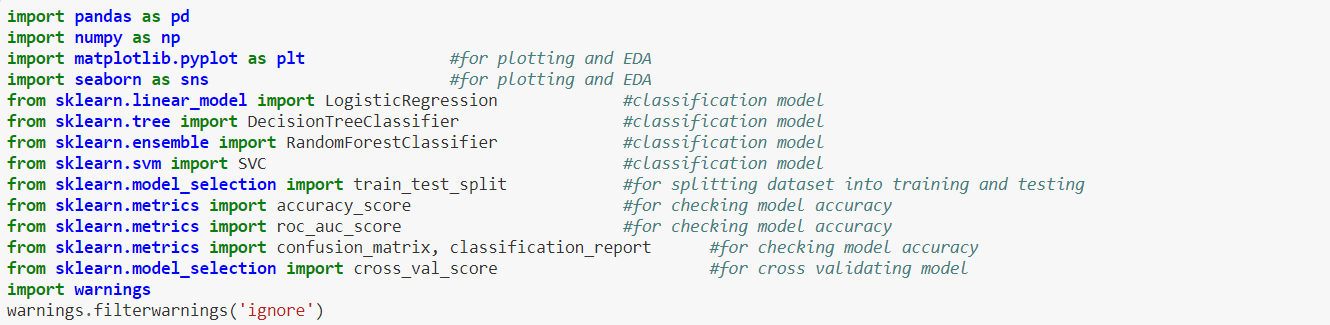 import pandas as pd
import numpy as np
import matplotlib.pyplot as plt #for plotting and EDA
import seaborn as sns #for plotting and EDA
from sklearn.linear_model import LogisticRegression #classification model
from sklearn.tree import DecisionTreeClassifier #classification model
from sklearn.ensemble import RandomForestClassifier #classification model
from sklearn.svm import SVC #classification model
from sklearn.model_selection import train_test_split #for splitting dataset into training and testing
from sklearn.metrics import accuracy_score #for checking model accuracy
from sklearn.metrics import roc_auc_score #for checking model accuracy
from sklearn.metrics import confusion_matrix, classification_report #for checking model accuracy
from sklearn.model_selection import cross_val_score #for cross validating model
import warnings
warnings.filterwarnings('ignore')